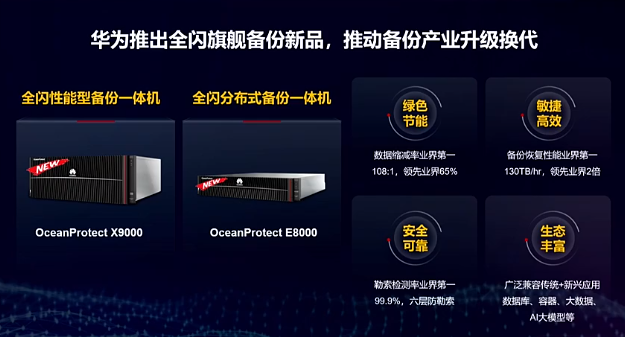 华为推出全闪旗舰备份新品，推动备份产业升级换代
全闪性能型备份一体机
NEW
OceanProtect X9000
全闪分布式备份一体机
NEW
OceanProtect E8000
绿色
节能
数据缩减率业界第一
108:1，领先业界65%
敏捷
高效
备份恢复性能业界第一
130TB/hr，领先业界2倍
安全
可靠
勒索检测率业界第一
99.9%，六层防勒索
生态
丰富
广泛兼容传统+新兴应用
数据库、容器、大数据、
AI大模型等